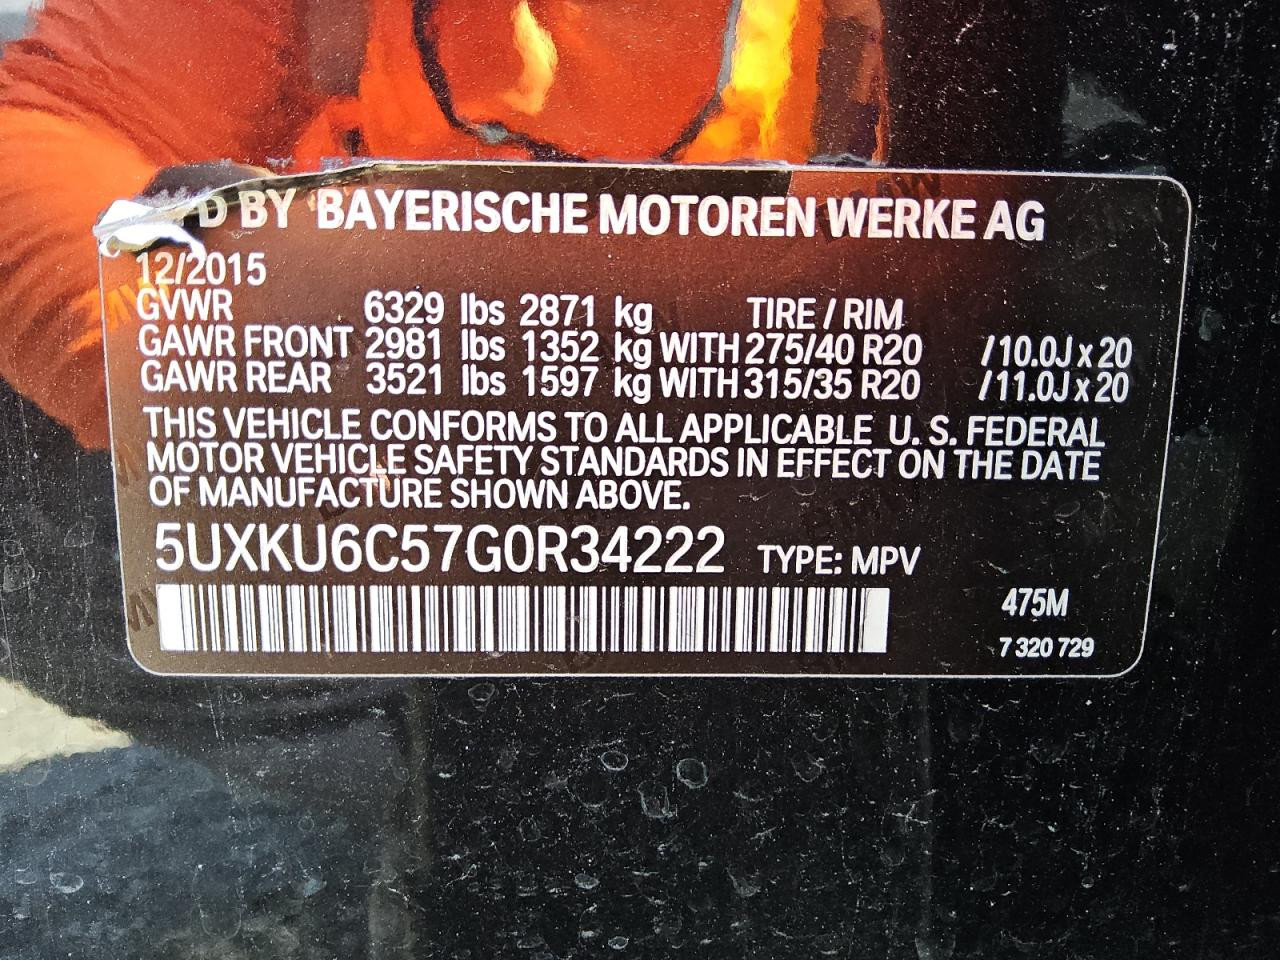 D BY BAYERISCHE MOTOREN WERKE AG
12/2015
GVWR 6329 lbs 2871 kg TIRE / RIM
GAWR FRONT 2981 lbs 1352 kg WITH 275/40 R20 /10.0J x 20
GAWR REAR 3521 lbs 1597 kg WITH 315/35 R20 /11.0J x 20
THIS VEHICLE CONFORMS TO ALL APPLICABLE U. S. FEDERAL
MOTOR VEHICLE SAFETY STANDARDS IN EFFECT ON THE DATE
OF MANUFACTURE SHOWN ABOVE.
5UXKU6C57G0R34222 TYPE: MPV
475M
7 320 729